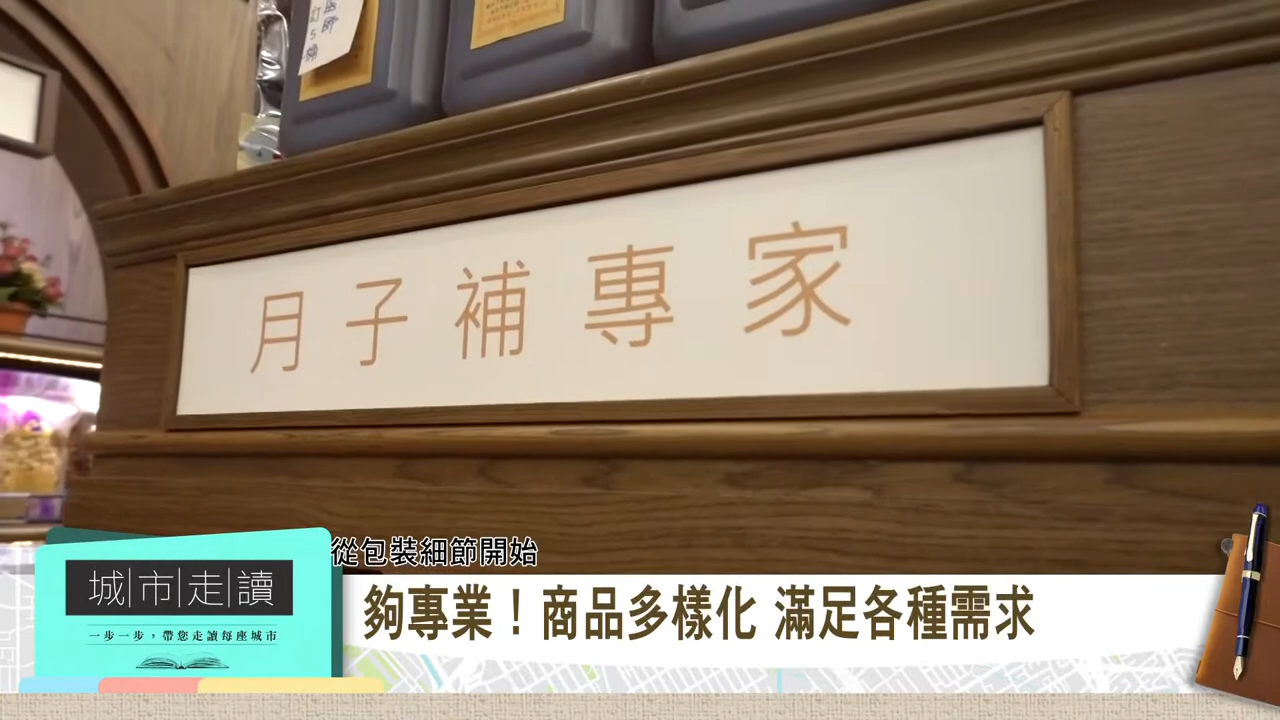 月子補專家
從包裝細節開始
夠專業！商品多樣化 滿足各種需求
城市走讀
一步一步，帶您走讀每座城市